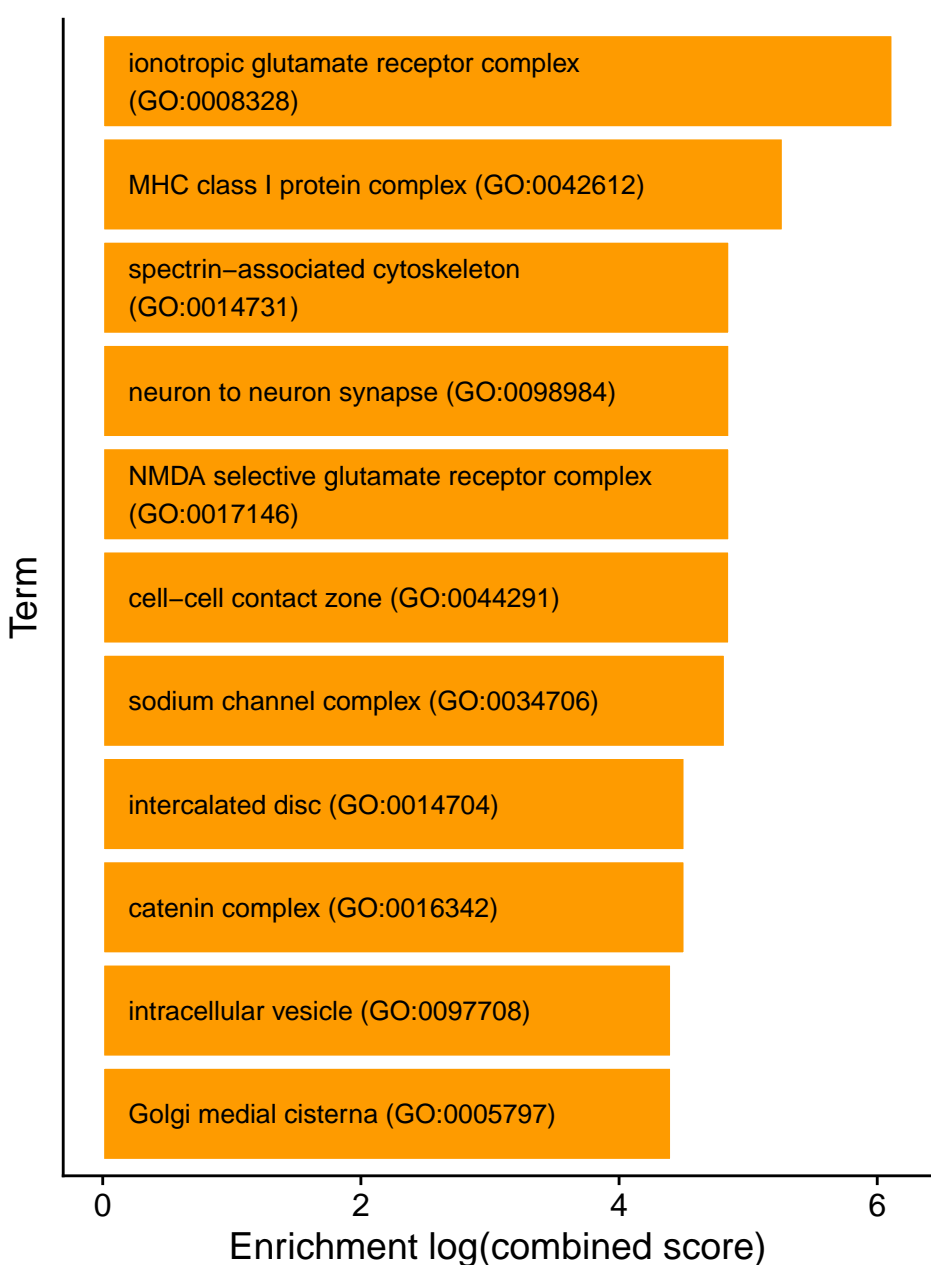 ionotropic glutamate receptor complex
(GO:0008328)
MHC class I protein complex (GO:0042612)
spectrin−associated cytoskeleton
(GO:0014731)
neuron to neuron synapse (GO:0098984)
NMDA selective glutamate receptor complex
(GO:0017146)
cell−cell contact zone (GO:0044291)
sodium channel complex (GO:0034706)
intercalated disc (GO:0014704)
catenin complex (GO:0016342)
intracellular vesicle (GO:0097708)
Golgi medial cisterna (GO:0005797)
Term
0 2 4 6
Enrichment log(combined score)